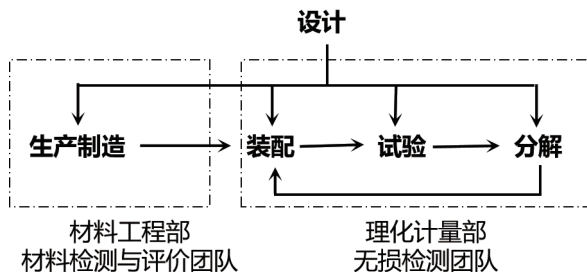 设计
生产制造
装配
试验
分解
材料工程部
材料检测与评价团队
理化计量部
无损检测团队